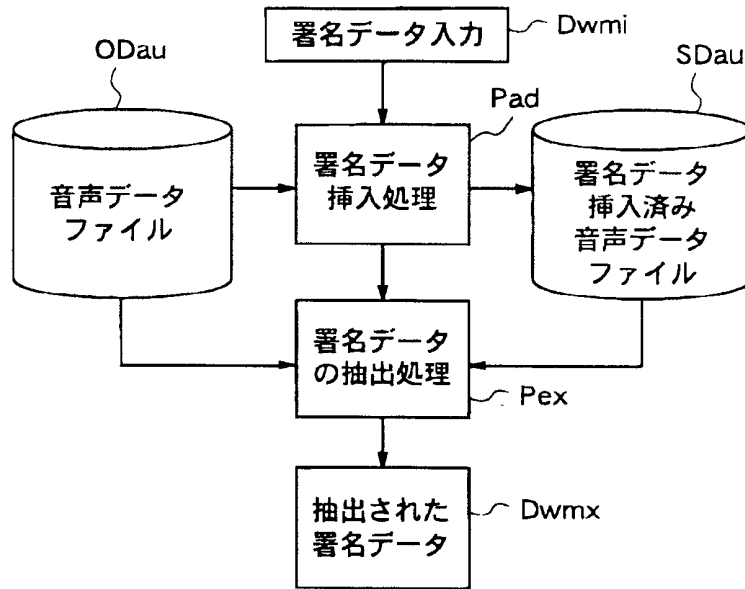 署名データ入力
Dwmi
ODau
SDau
Pad
音声データ
ファイル
署名データ
挿入処理
署名データ
挿入済み
音声データ
ファイル
署名データ
の抽出処理
Pex
抽出された
署名データ
Dwmx